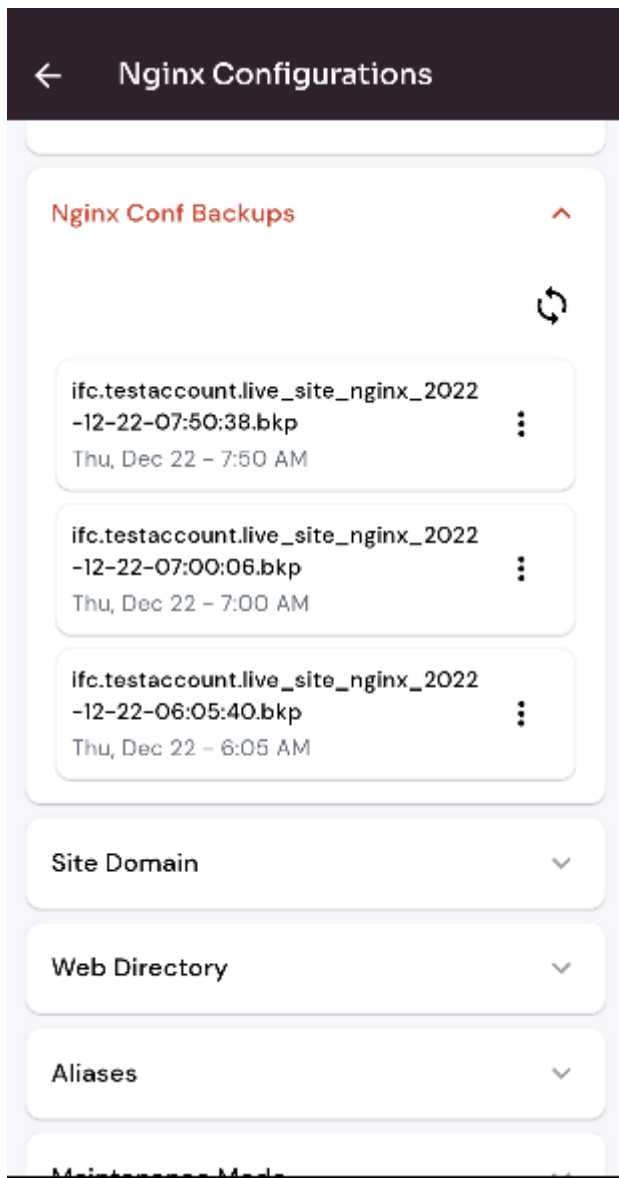 Nginx Configurations
Nginx Conf Backups
ifc.testaccount.live_site_nginx_2022
-12-22-07:50:38.bkp
Thu, Dec 22 - 7:50 AM
ifc.testaccount.live_site_nginx_2022
-12-22-07:00:06.bkp
Thu, Dec 22 - 7:00 AM
ifc.testaccount.live_site_nginx_2022
-12-22-06:05:40.bkp
Thu, Dec 22 - 6:05 AM
Site Domain
Web Directory
Aliases
Maintenance Mode